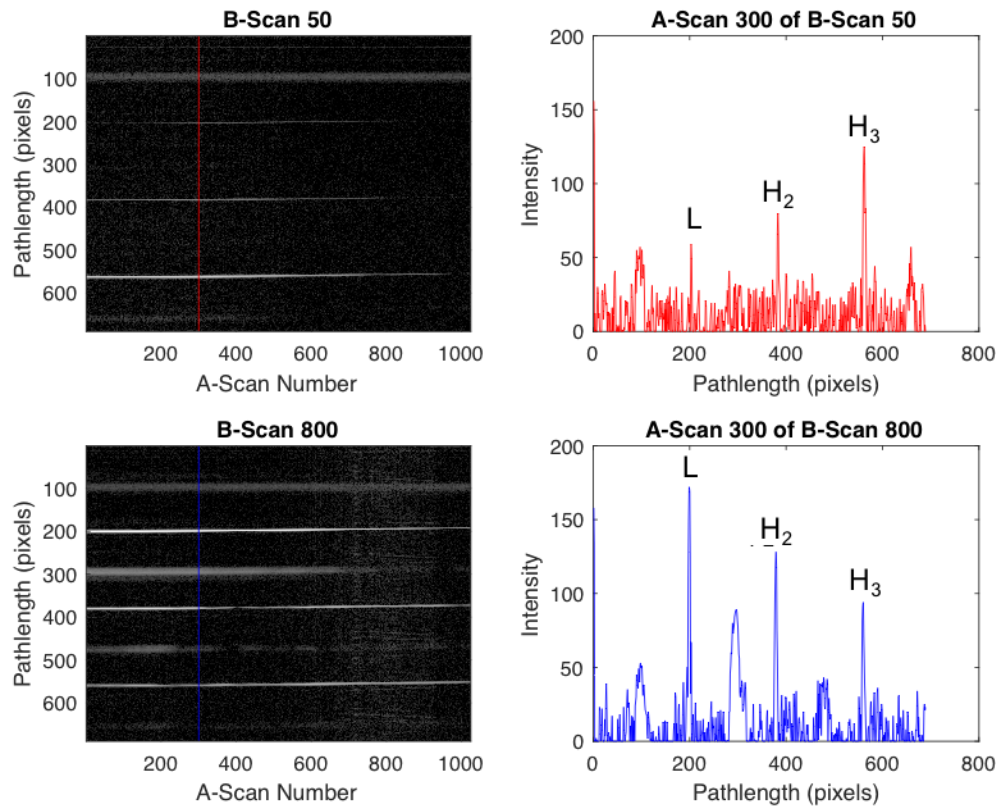 B-Scan 50
Pathlength (pixels)
100
200
300
400
500
600
200 400 600 800 1000
A-Scan Number
A-Scan 300 of B-Scan 50
Intensity
200
150
100
50
0
L
H2
H3
0 200 400 600 800
Pathlength (pixels)
B-Scan 800
Pathlength (pixels)
100
200
300
400
500
600
200 400 600 800 1000
A-Scan Number
A-Scan 300 of B-Scan 800
Intensity
200
150
100
50
0
L
H2
H3
0 200 400 600 800
Pathlength (pixels)